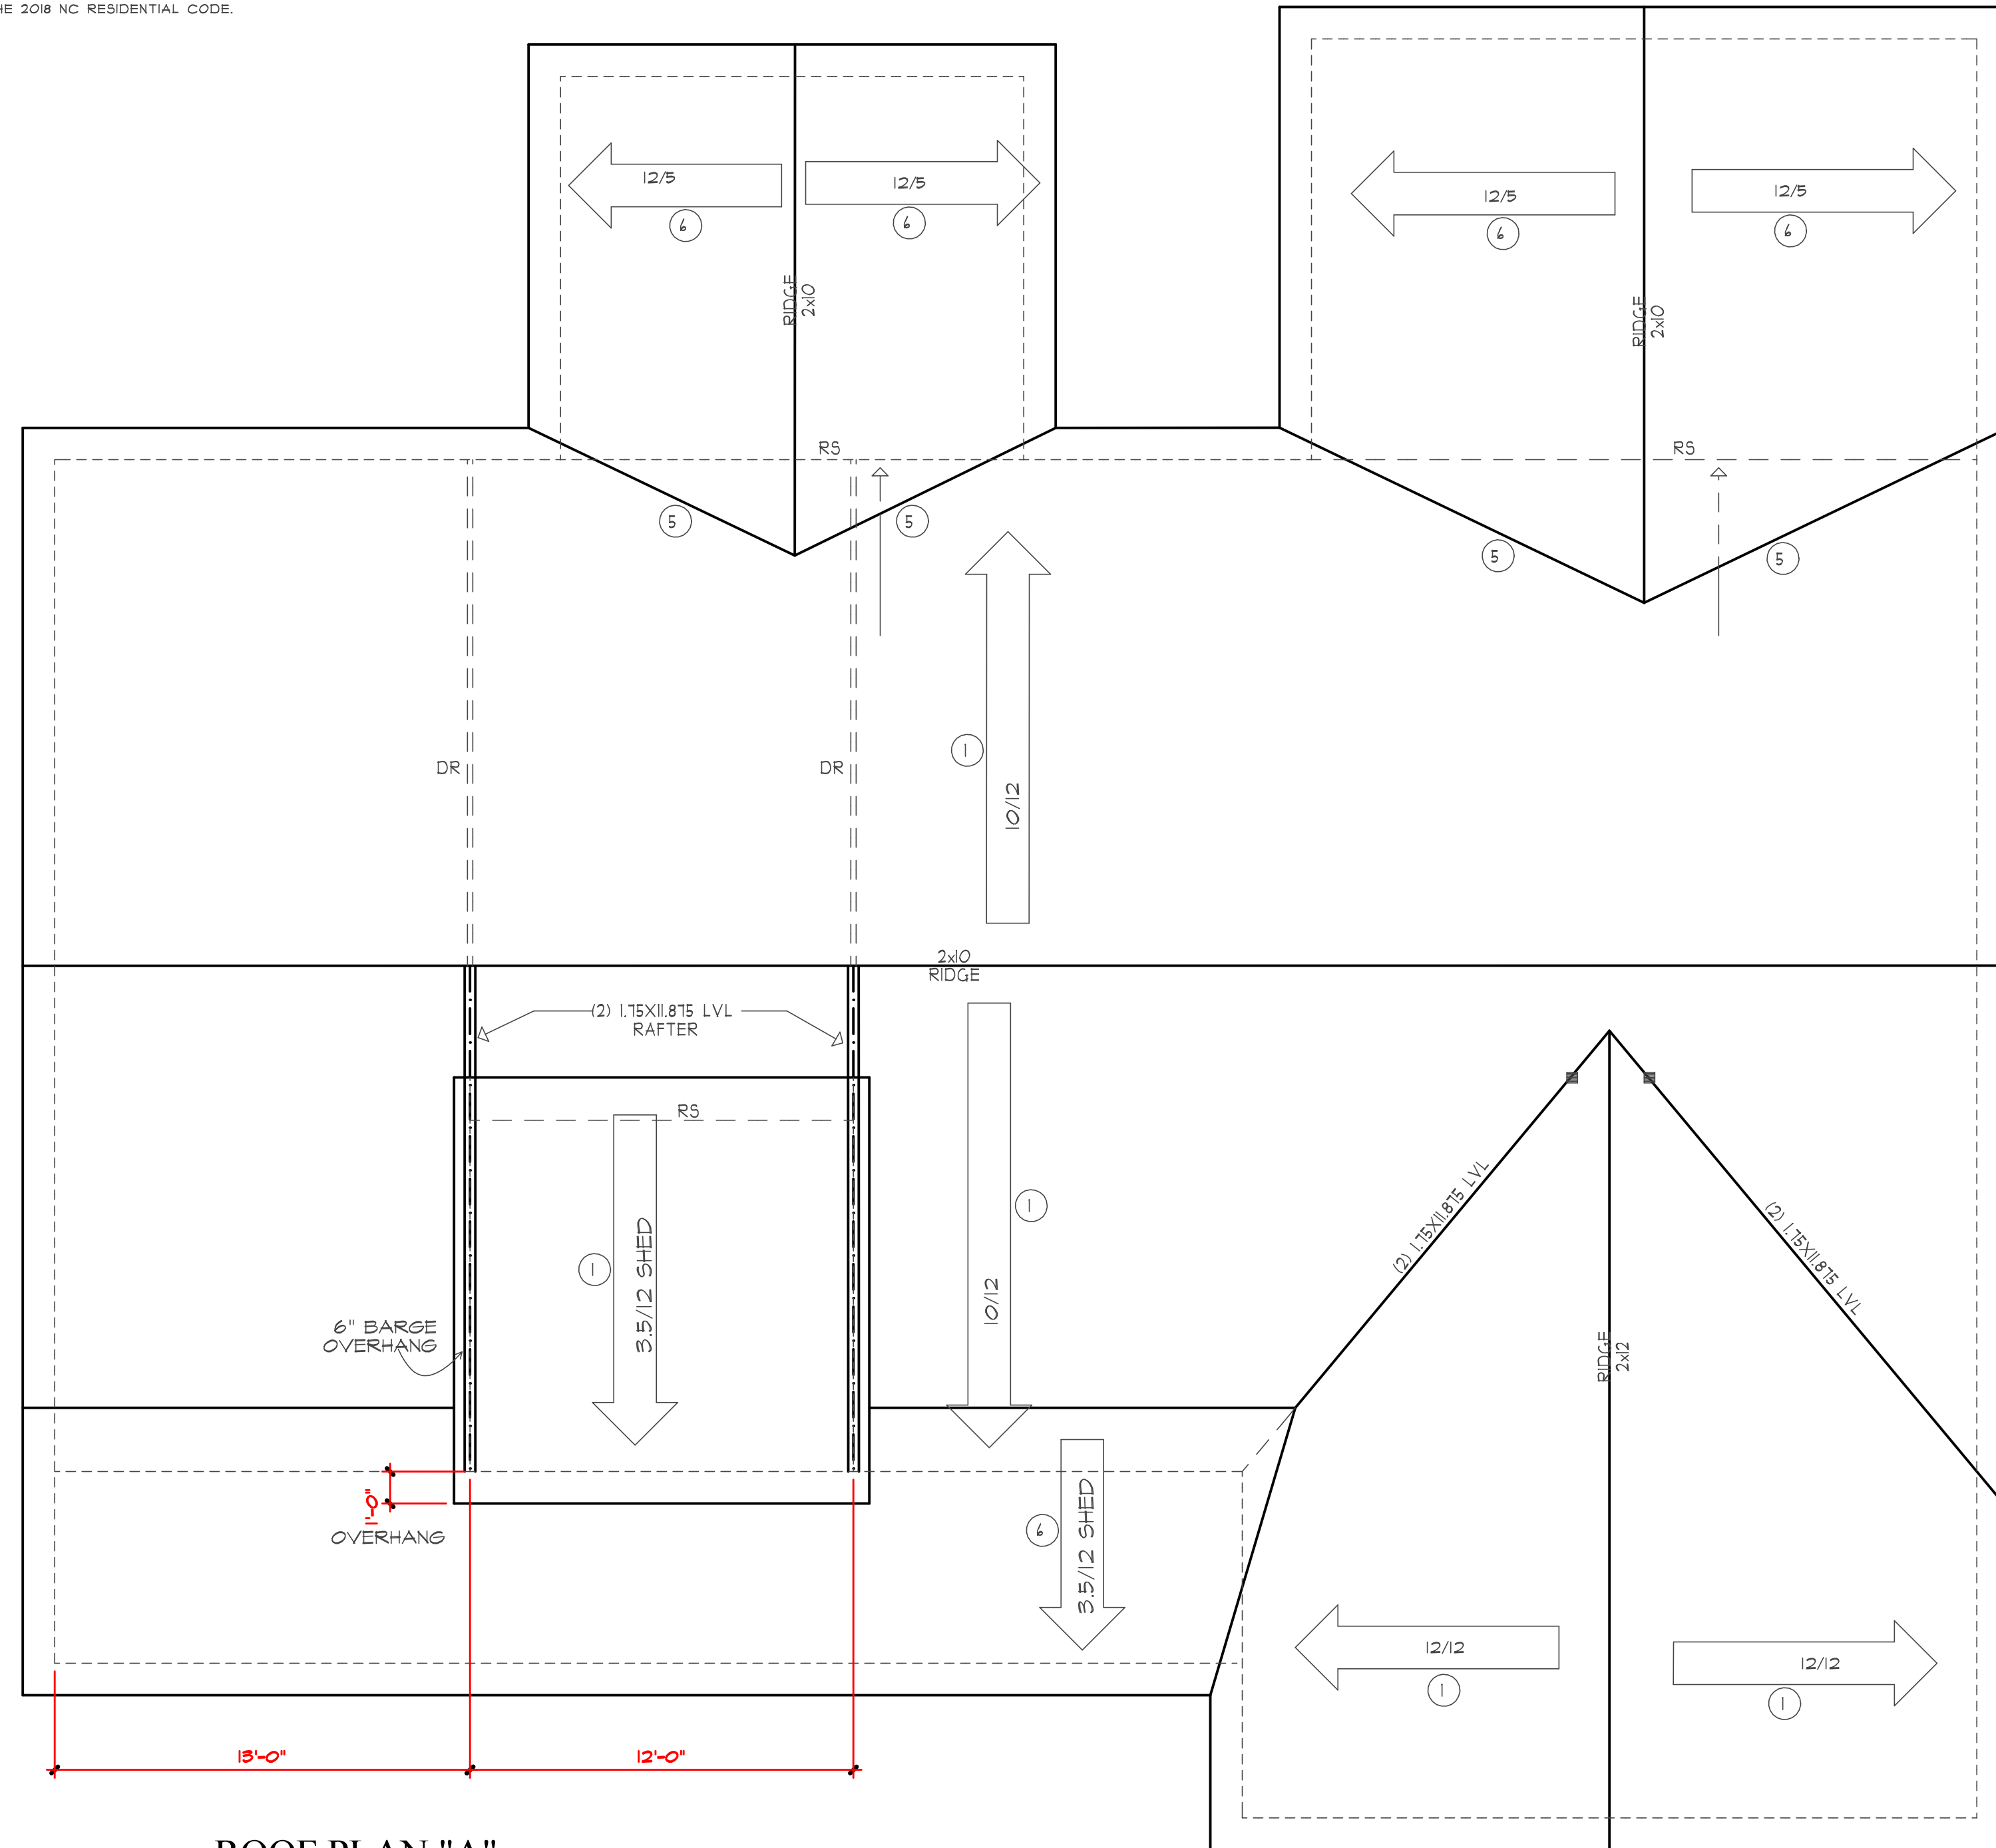 HE 2018 NC RESIDENTIAL CODE.
12/5
12/5
6
6
RIDGE
2x10
12/5
12/5
6
6
RIDGE
2x10
RS
RS
5
5
5
5
1
10/12
DR
DR
2x10
RIDGE
(2) 1.75X11.875 LVL
RAFTER
RS
1
3.5/12 SHED
1
10/12
(2) 1.75X11.875 LVL
(2) 1.75X11.875 LVL
RIDGE
2x12
6" BARGE
OVERHANG
1'-0"
OVERHANG
6
3.5/12 SHED
12/12
1
12/12
1
13'-0"
12'-0"
ROOF PLAN "A"